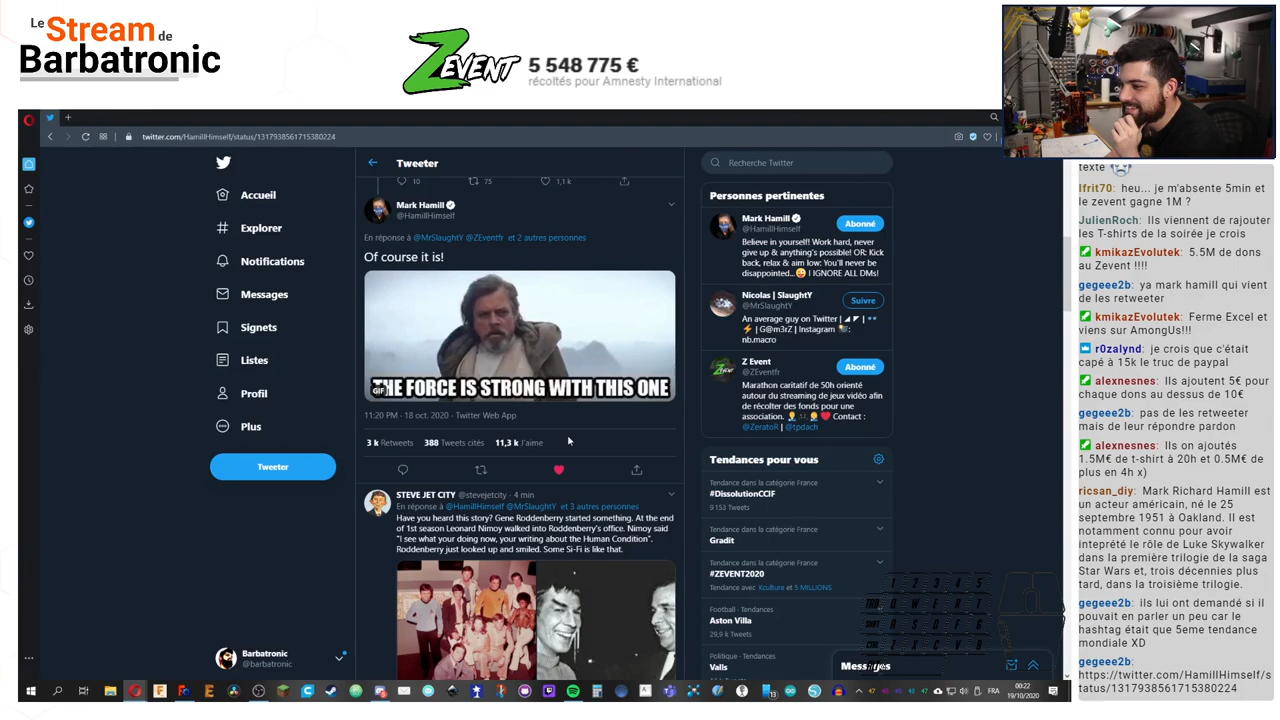 Le
Stream de
Barbatronic
ZEVENT
5 548 775 €
récoltés pour Amnesty International
twitter.com/HamillHimself/status/1317938561715380224
Accueil
Explorer
Notifications
Messages
Signets
Listes
Profil
Plus
Tweeter
Barbatronic
@barbatronic
Tweeter
10 75 1,1 k
Mark Hamill
@HamillHimself
En réponse à @MrSlaughtY @ZEventfr et 2 autres personnes
Of course it is!
THE FORCE IS STRONG WITH THIS ONE
GIF
11:20 PM · 18 oct. 2020 · Twitter Web App
3 k Retweets 388 Tweets cités 11,3 k J'aime
STEVE JET CITY @stevejetcity · 4 min
En réponse à @HamillHimself @MrSlaughtY et 3 autres personnes
Have you heard this story? Gene Roddenberry started something. At the end
of 1st season Leonard Nimoy walked into Roddenberry's office. Nimoy said
"I see what your doing now, your writing about the Human Condition".
Roddenberry just looked up and smiled. Some Si-Fi is like that.
Recherche Twitter
Personnes pertinentes
Mark Hamill
@HamillHimself
Abonné
Believe in yourself! Work hard, never
give up & anything's possible! OR: Kick
back, relax & aim low: You'll never be
disappointed... I IGNORE ALL DMs!
Nicolas | SlaughtY
@MrSlaughtY
Suivre
An average guy on Twitter |
| G@m3rZ | Instagram :
nb.macro
Z Event
@ZEventfr
Abonné
Marathon caritatif de 50h orienté
autour du streaming de jeux vidéo afin
de récolter des fonds pour une
association. Contact :
@ZeratoR | @tpdach
Tendances pour vous
Tendance dans la catégorie France
#DissolutionCCIF
9 153 Tweets
Tendance dans la catégorie France
Gradit
Tendance dans la catégorie France
#ZEVENT2020
Tendance avec Kculture et 5 MILLIONS
Football · Tendances
Aston Villa
29,9 k Tweets
Politique · Tendances
Valls
Messages
1 2 3 4 5
TAB Q W E R T
SHIFT A S D F G
CTRL Z X C V B
texte
lfrit70: heu... je m'absente 5min et
le zevent gagne 1M ?
JulienRoch: Ils viennent de rajouter
les T-shirts de la soirée je crois
kmikazEvolutek: 5.5M de dons
au Zevent !!!!
gegeee2b: ya mark hamill qui vient
de les retweeter
kmikazEvolutek: Ferme Excel et
viens sur AmongUs!!!
r0zalynd: je crois que c'était
capé à 15k le truc de paypal
alexnesnes: Ils ajoutent 5€ pour
chaque dons au dessus de 10€
gegeee2b: pas de les retweeter
mais de leur répondre pardon
alexnesnes: Ils on ajoutés
1.5M€ de t-shirt à 20h et 0.5M€ de
plus en 4h x)
ricsan_diy: Mark Richard Hamill est
un acteur américain, né le 25
septembre 1951 à Oakland. Il est
notamment connu pour avoir
interprété le rôle de Luke Skywalker
dans la première trilogie de la saga
Star Wars et, trois décennies plus
tard, dans la troisième trilogie.
gegeee2b: ils lui ont demandé si il
pouvait en parler un peu car le
hashtag était que 5eme tendance
mondiale XD
gegeee2b:
https://twitter.com/HamillHimself/s
tatus/1317938561715380224
FRA
00:22
19/10/2020